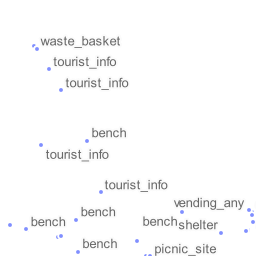 waste_basket
tourist_info
tourist_info
bench
tourist_info
tourist_info
vending_any
bench
bench
bench
shelter
bench
picnic_site